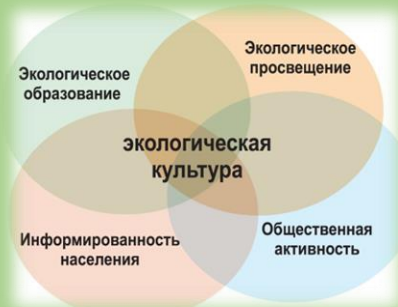 Экологическое
образование
Экологическое
просвещение
экологическая
культура
Информированность
населения
Общественная
активность